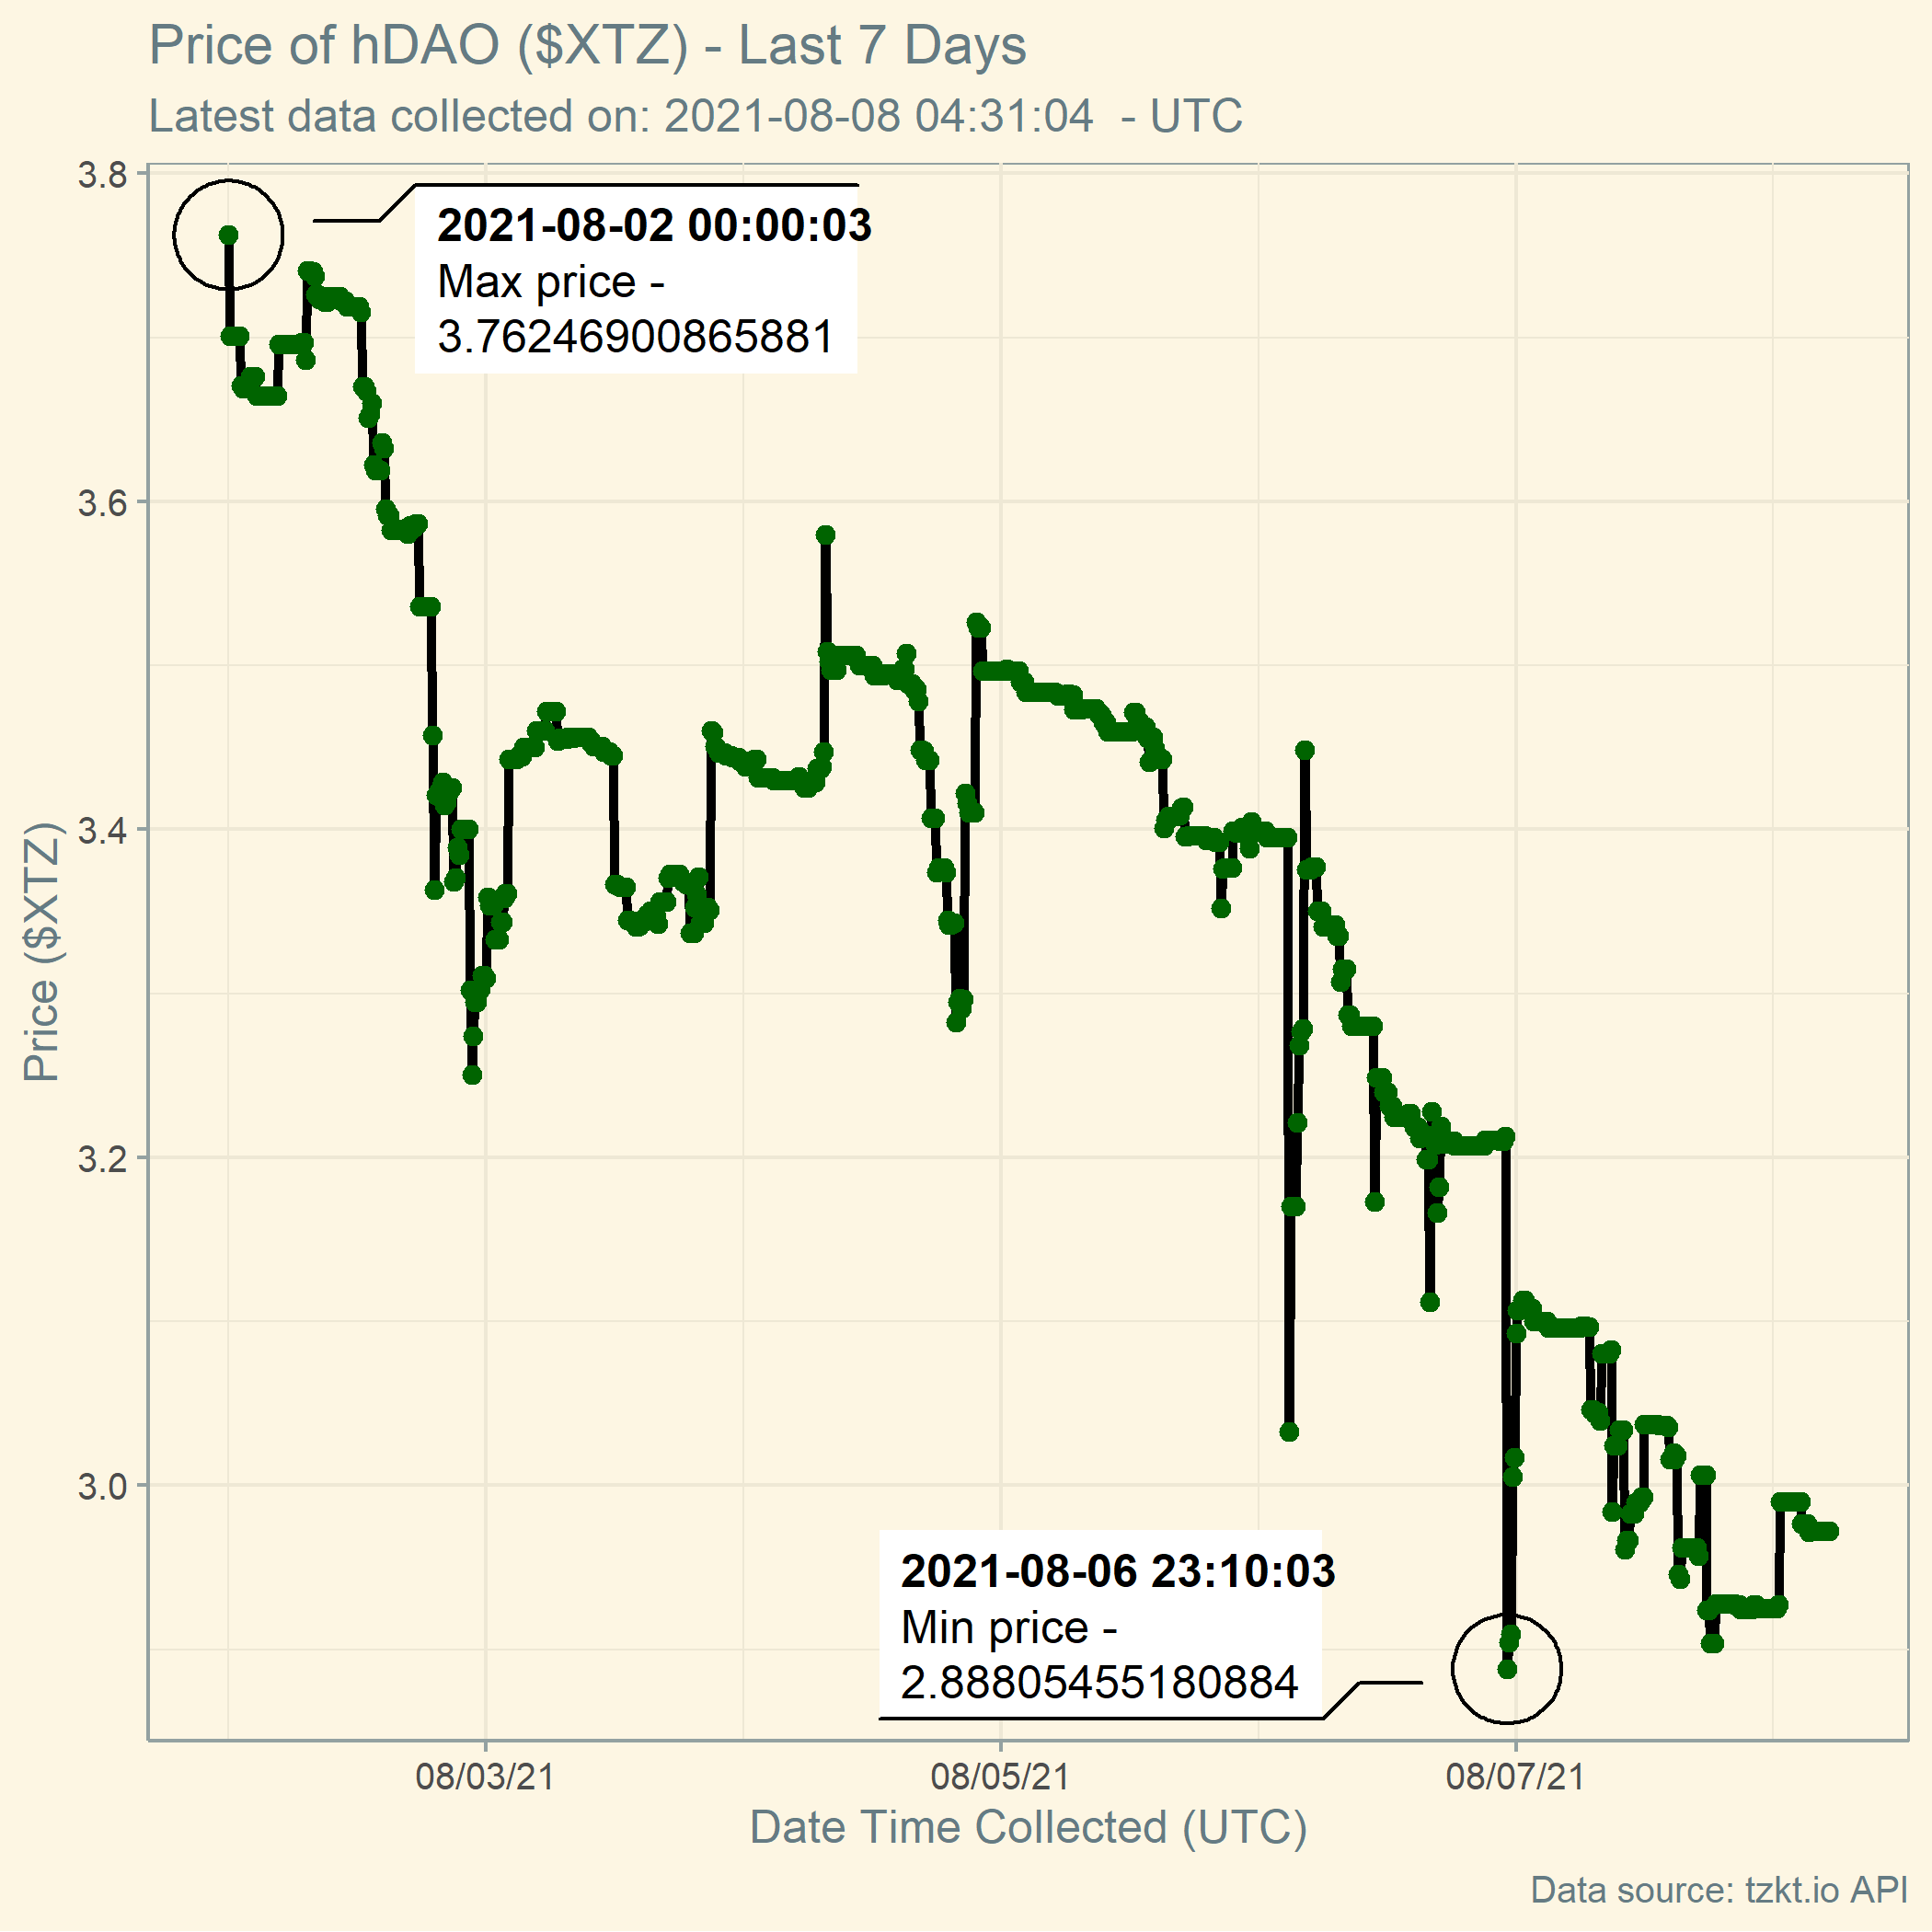 Price of hDAO ($XTZ) - Last 7 Days
Latest data collected on: 2021-08-08 04:31:04  - UTC
3.8
3.6
3.4
3.2
3.0
Price ($XTZ)
2021-08-02 00:00:03
Max price -
3.76246900865881
2021-08-06 23:10:03
Min price -
2.88805455180884
08/03/21
08/05/21
08/07/21
Date Time Collected (UTC)
Data source: tzkt.io API